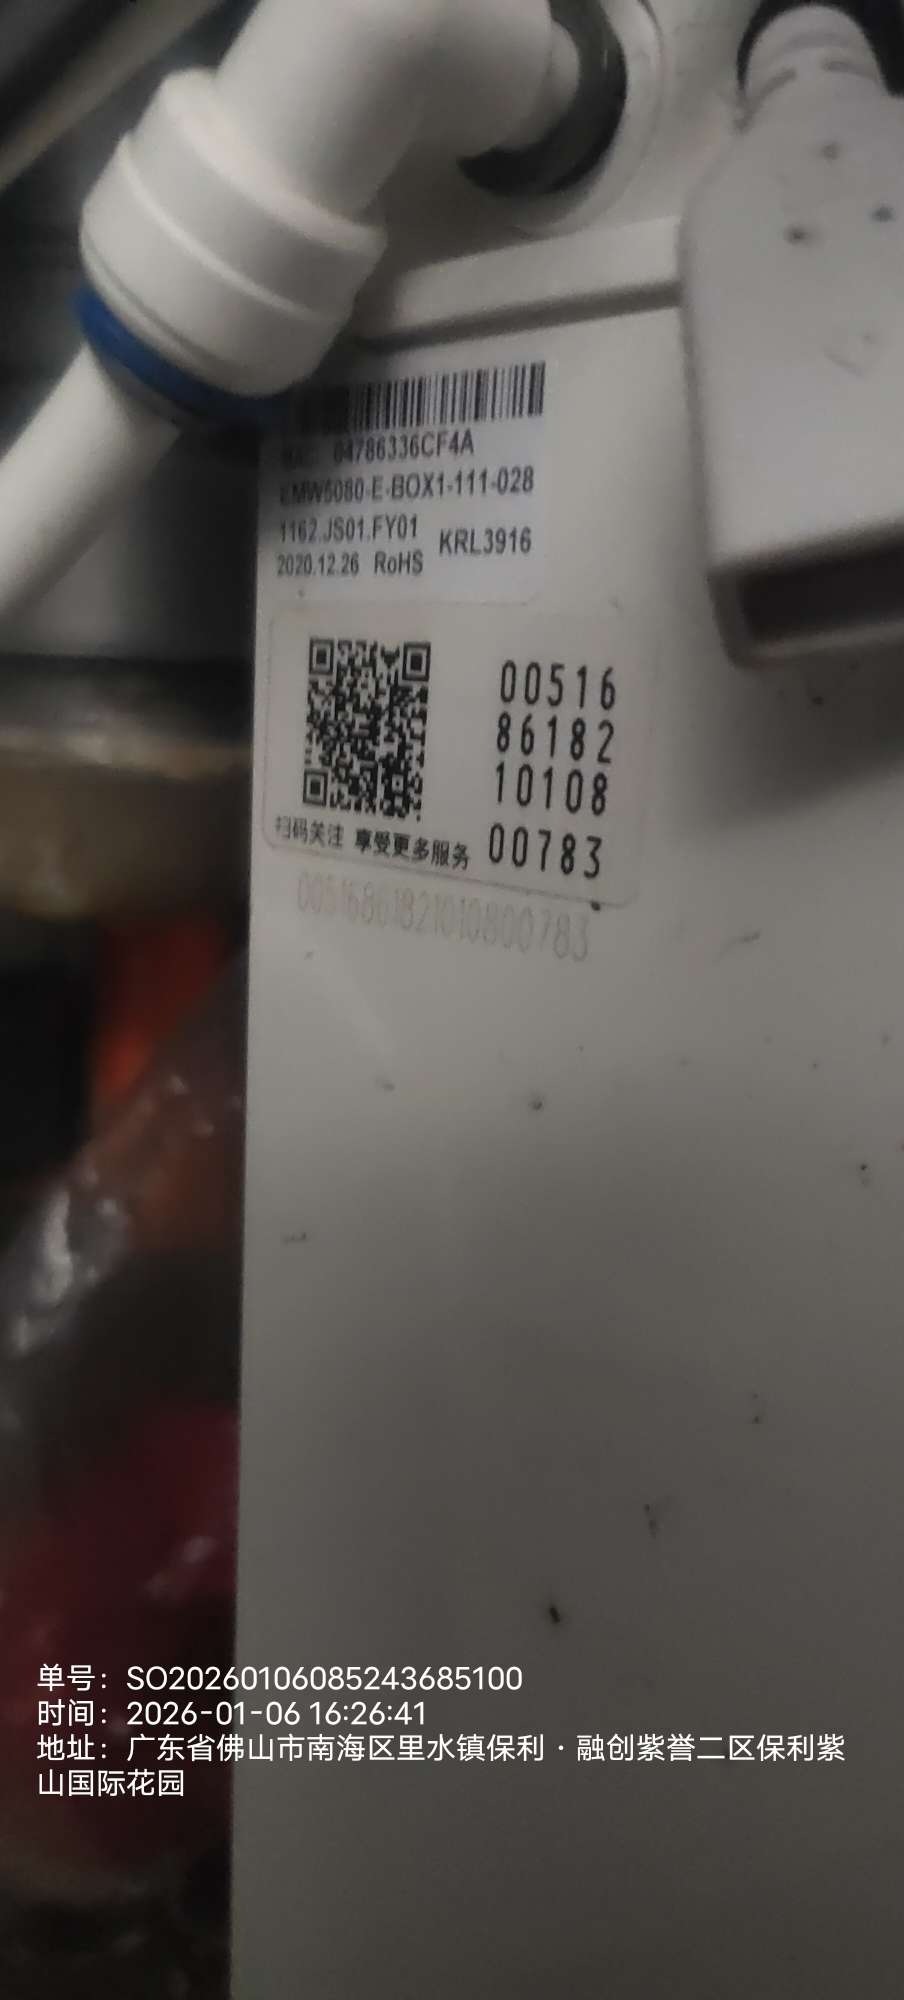 MAC: 04786336CF4A
EMW5080-E-BOX1-111-028
1162.JS01.FY01
KRL3916
2020.12.26 RoHS
00516
86182
10108
00783
扫码关注 享受更多服务
00516861821010800783
单号：SO20260106085243685100
时间：2026-01-06 16:26:41
地址：广东省佛山市南海区里水镇保利·融创紫誉二区保利紫
山国际花园